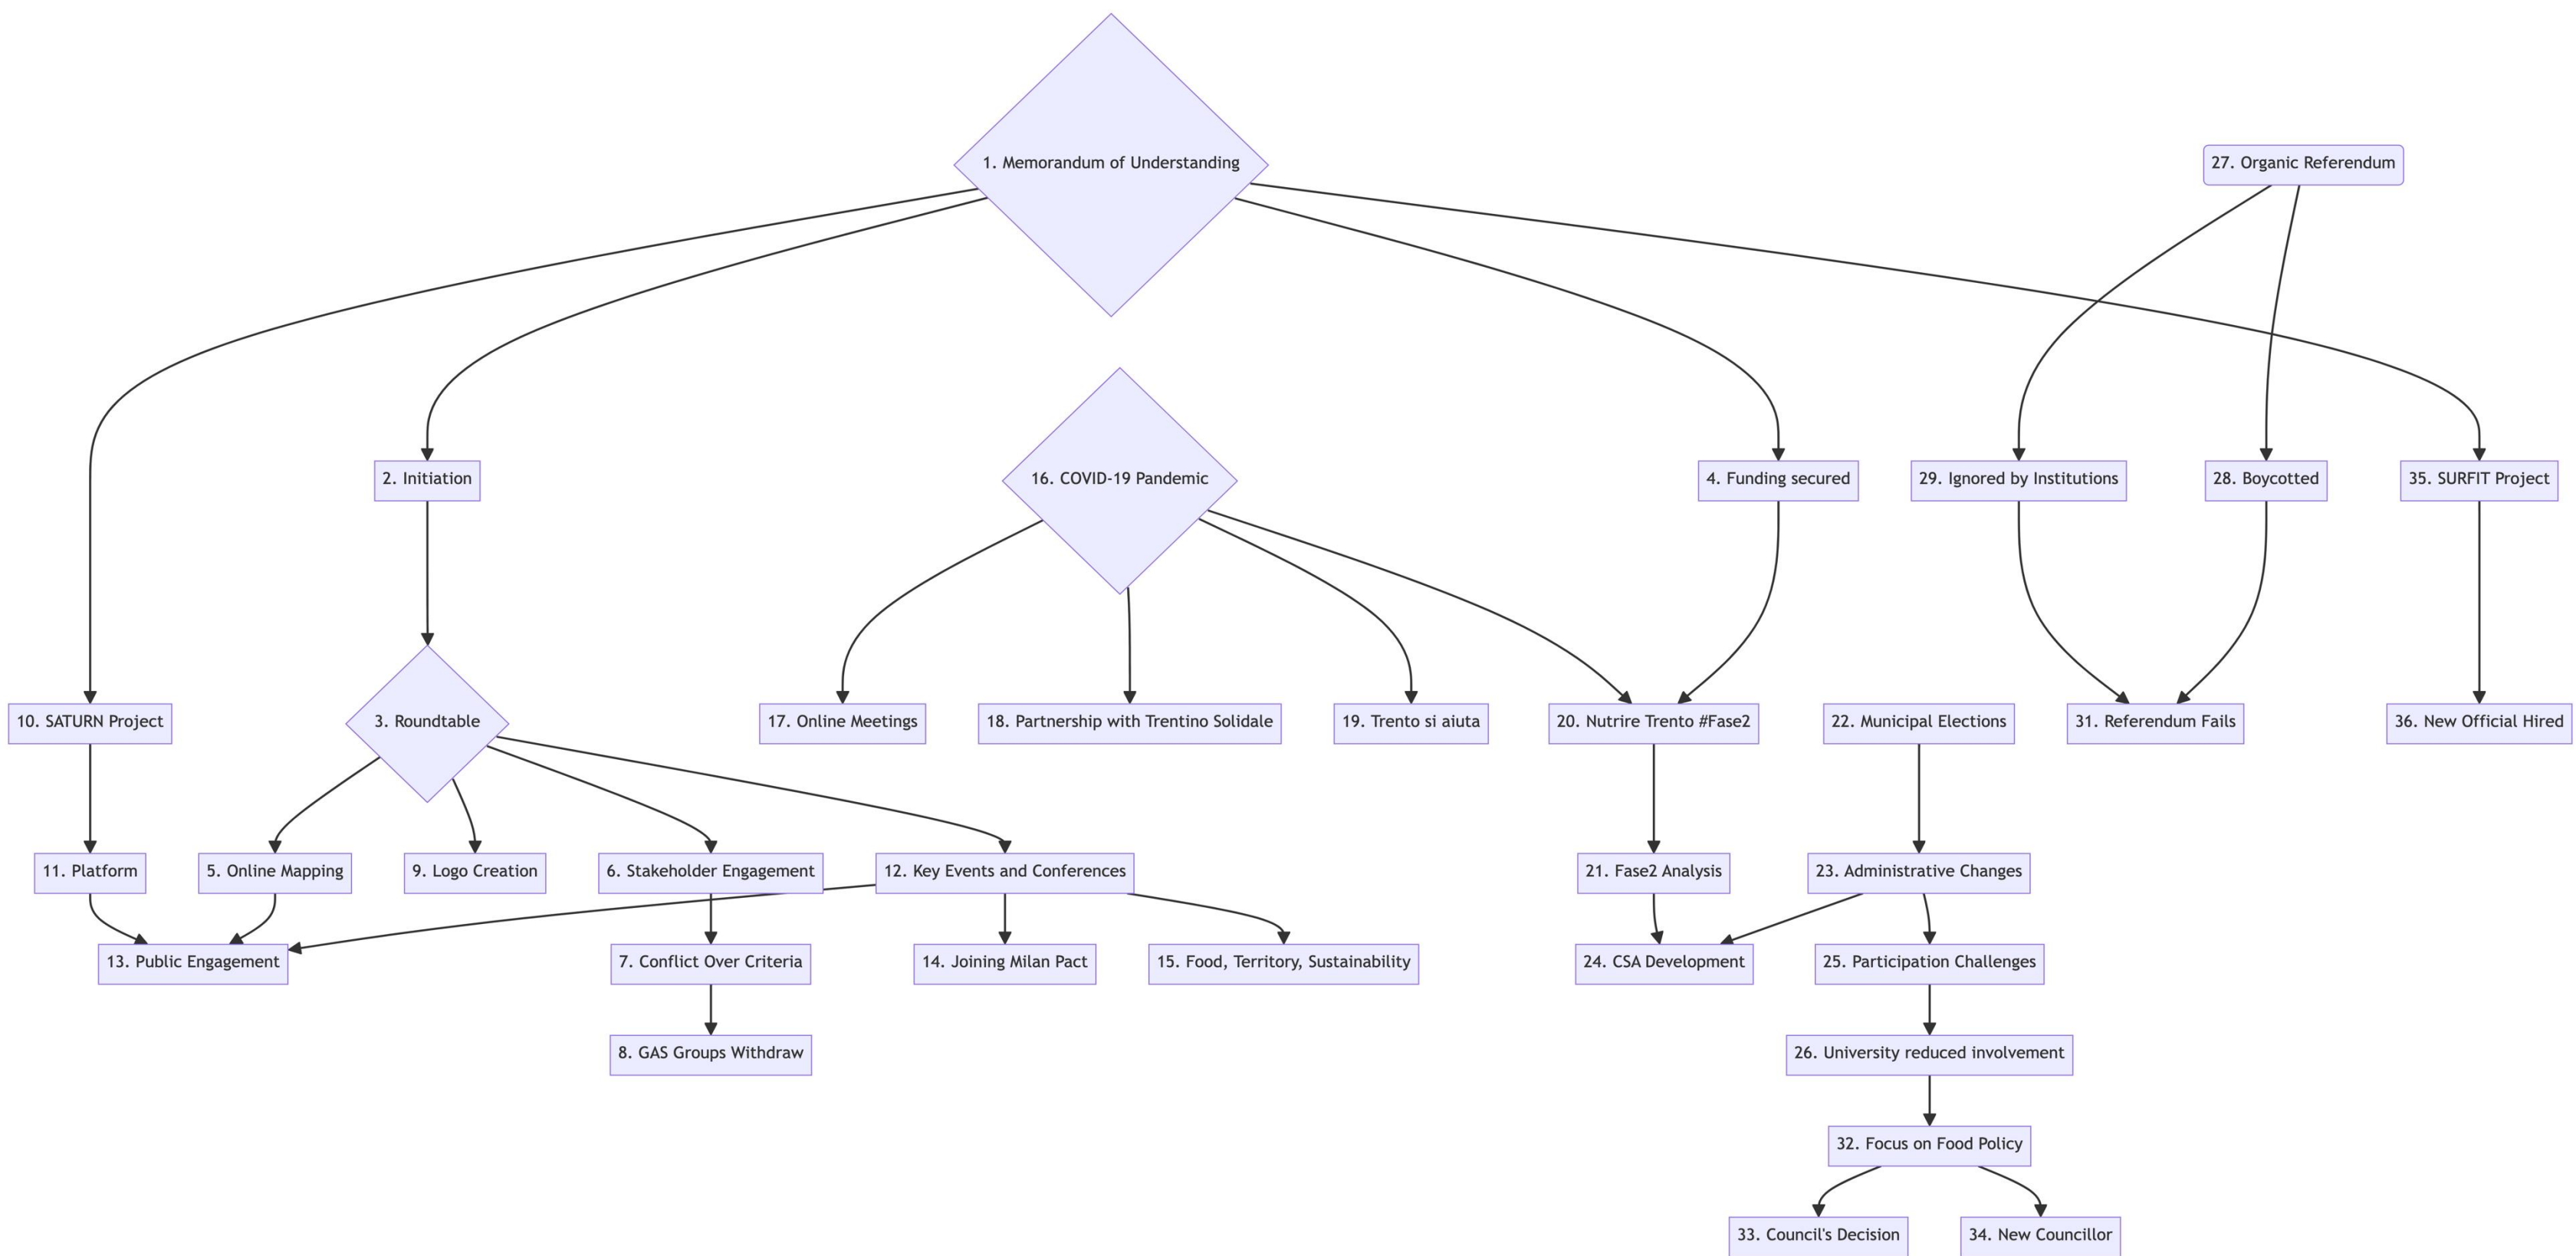 1. Memorandum of Understanding
27. Organic Referendum
2. Initiation
16. COVID-19 Pandemic
4. Funding secured
29. Ignored by Institutions
28. Boycotted
35. SURFIT Project
10. SATURN Project
3. Roundtable
17. Online Meetings
18. Partnership with Trentino Solidale
19. Trento si aiuta
20. Nutrire Trento #Fase2
22. Municipal Elections
31. Referendum Fails
36. New Official Hired
11. Platform
5. Online Mapping
9. Logo Creation
6. Stakeholder Engagement
12. Key Events and Conferences
21. Fase2 Analysis
23. Administrative Changes
13. Public Engagement
7. Conflict Over Criteria
14. Joining Milan Pact
15. Food, Territory, Sustainability
24. CSA Development
25. Participation Challenges
8. GAS Groups Withdraw
26. University reduced involvement
32. Focus on Food Policy
33. Council's Decision
34. New Councillor